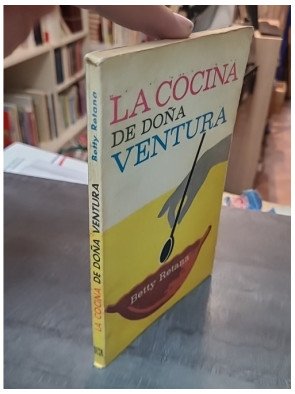 LA COCINA
DE DOÑA
VENTURA
Betty Retana
LA COCINA DE DOÑA VENTURA
Betty Retana